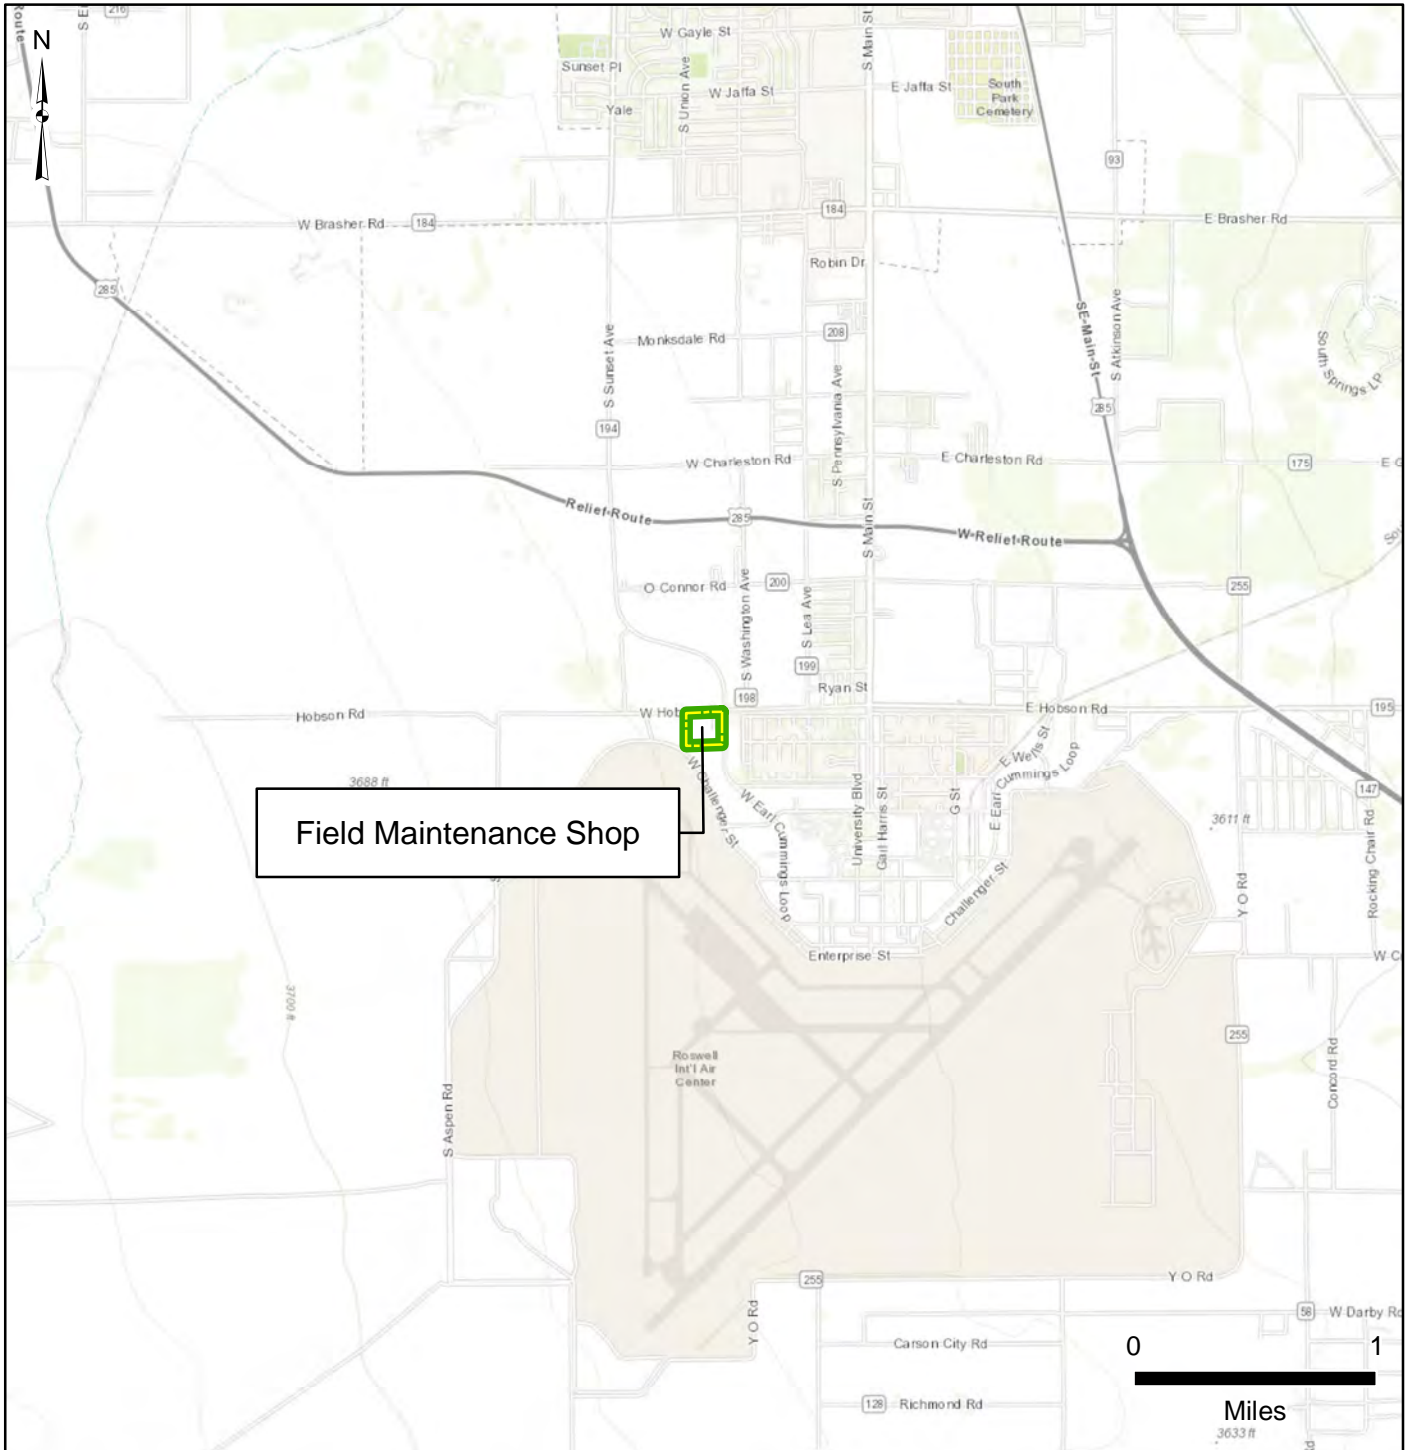 Route
S E
216
W Gayle St
S Main St
N
Sunset Pl
S Union Ave
W Jaffa St
E Jaffa St
South
Park
Cemetery
Yale
93
184
W Brasher Rd
184
E Brasher Rd
Robin Dr
285
S Sunset Ave
Monksdale Rd
208
SE Main St
S Atkinson Ave
South Springs LP
S Pennsylvania Ave
285
194
W Charleston Rd
E Charleston Rd
175
E C
Relief Route
285
S Main St
W Relief Route
Sou
O Connor Rd
200
255
S Washington Ave
S Lea Ave
199
Ryan St
198
Hobson Rd
W Hob
E Hobson Rd
195
E Wells St
E Earl Cummings Loop
3688 ft
W Challenger St
W Earl Cummings Loop
University Blvd
Gail Harris St
G St
147
3611 ft
Field Maintenance Shop
Rocking Chair Rd
Y O Rd
Challenger St
Enterprise St
W C
3700 ft
255
Roswell
Int'l Air
Center
Concord Rd
S Aspen Rd
255
Y O Rd
Y O Rd
58
W Darby Rd
Carson City Rd
0
1
128
Richmond Rd
Miles
3633 ft
Rd